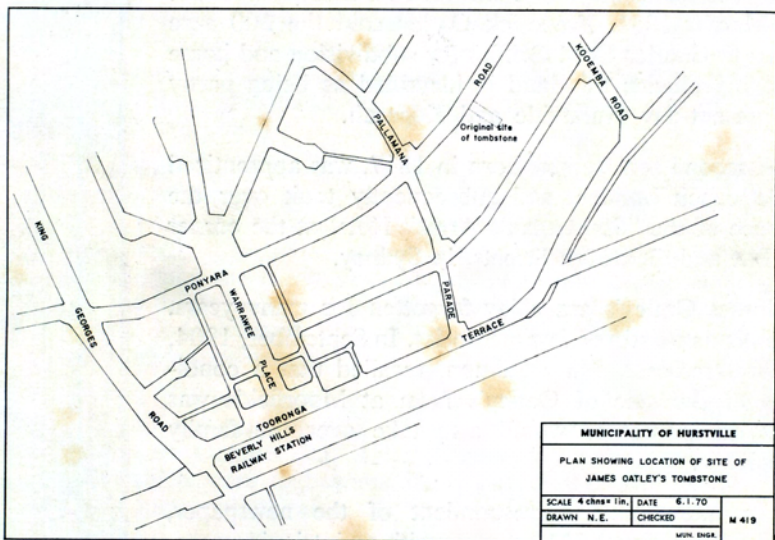 KOGEMBA ROAD
ROAD
PALLAMANA
Original site
of tombstone
KING
GEORGES
ROAD
PONYARA
WARRAWEE
PLACE
PARADE
TERRACE
TOORONGA
BEVERLY HILLS
RAILWAY STATION
MUNICIPALITY OF HURSTVILLE
PLAN SHOWING LOCATION OF SITE OF
JAMES OATLEY'S TOMBSTONE
SCALE 4 chns= 1in. DATE 6.1.70
DRAWN N.E. CHECKED
M 419
MUN. ENGR.